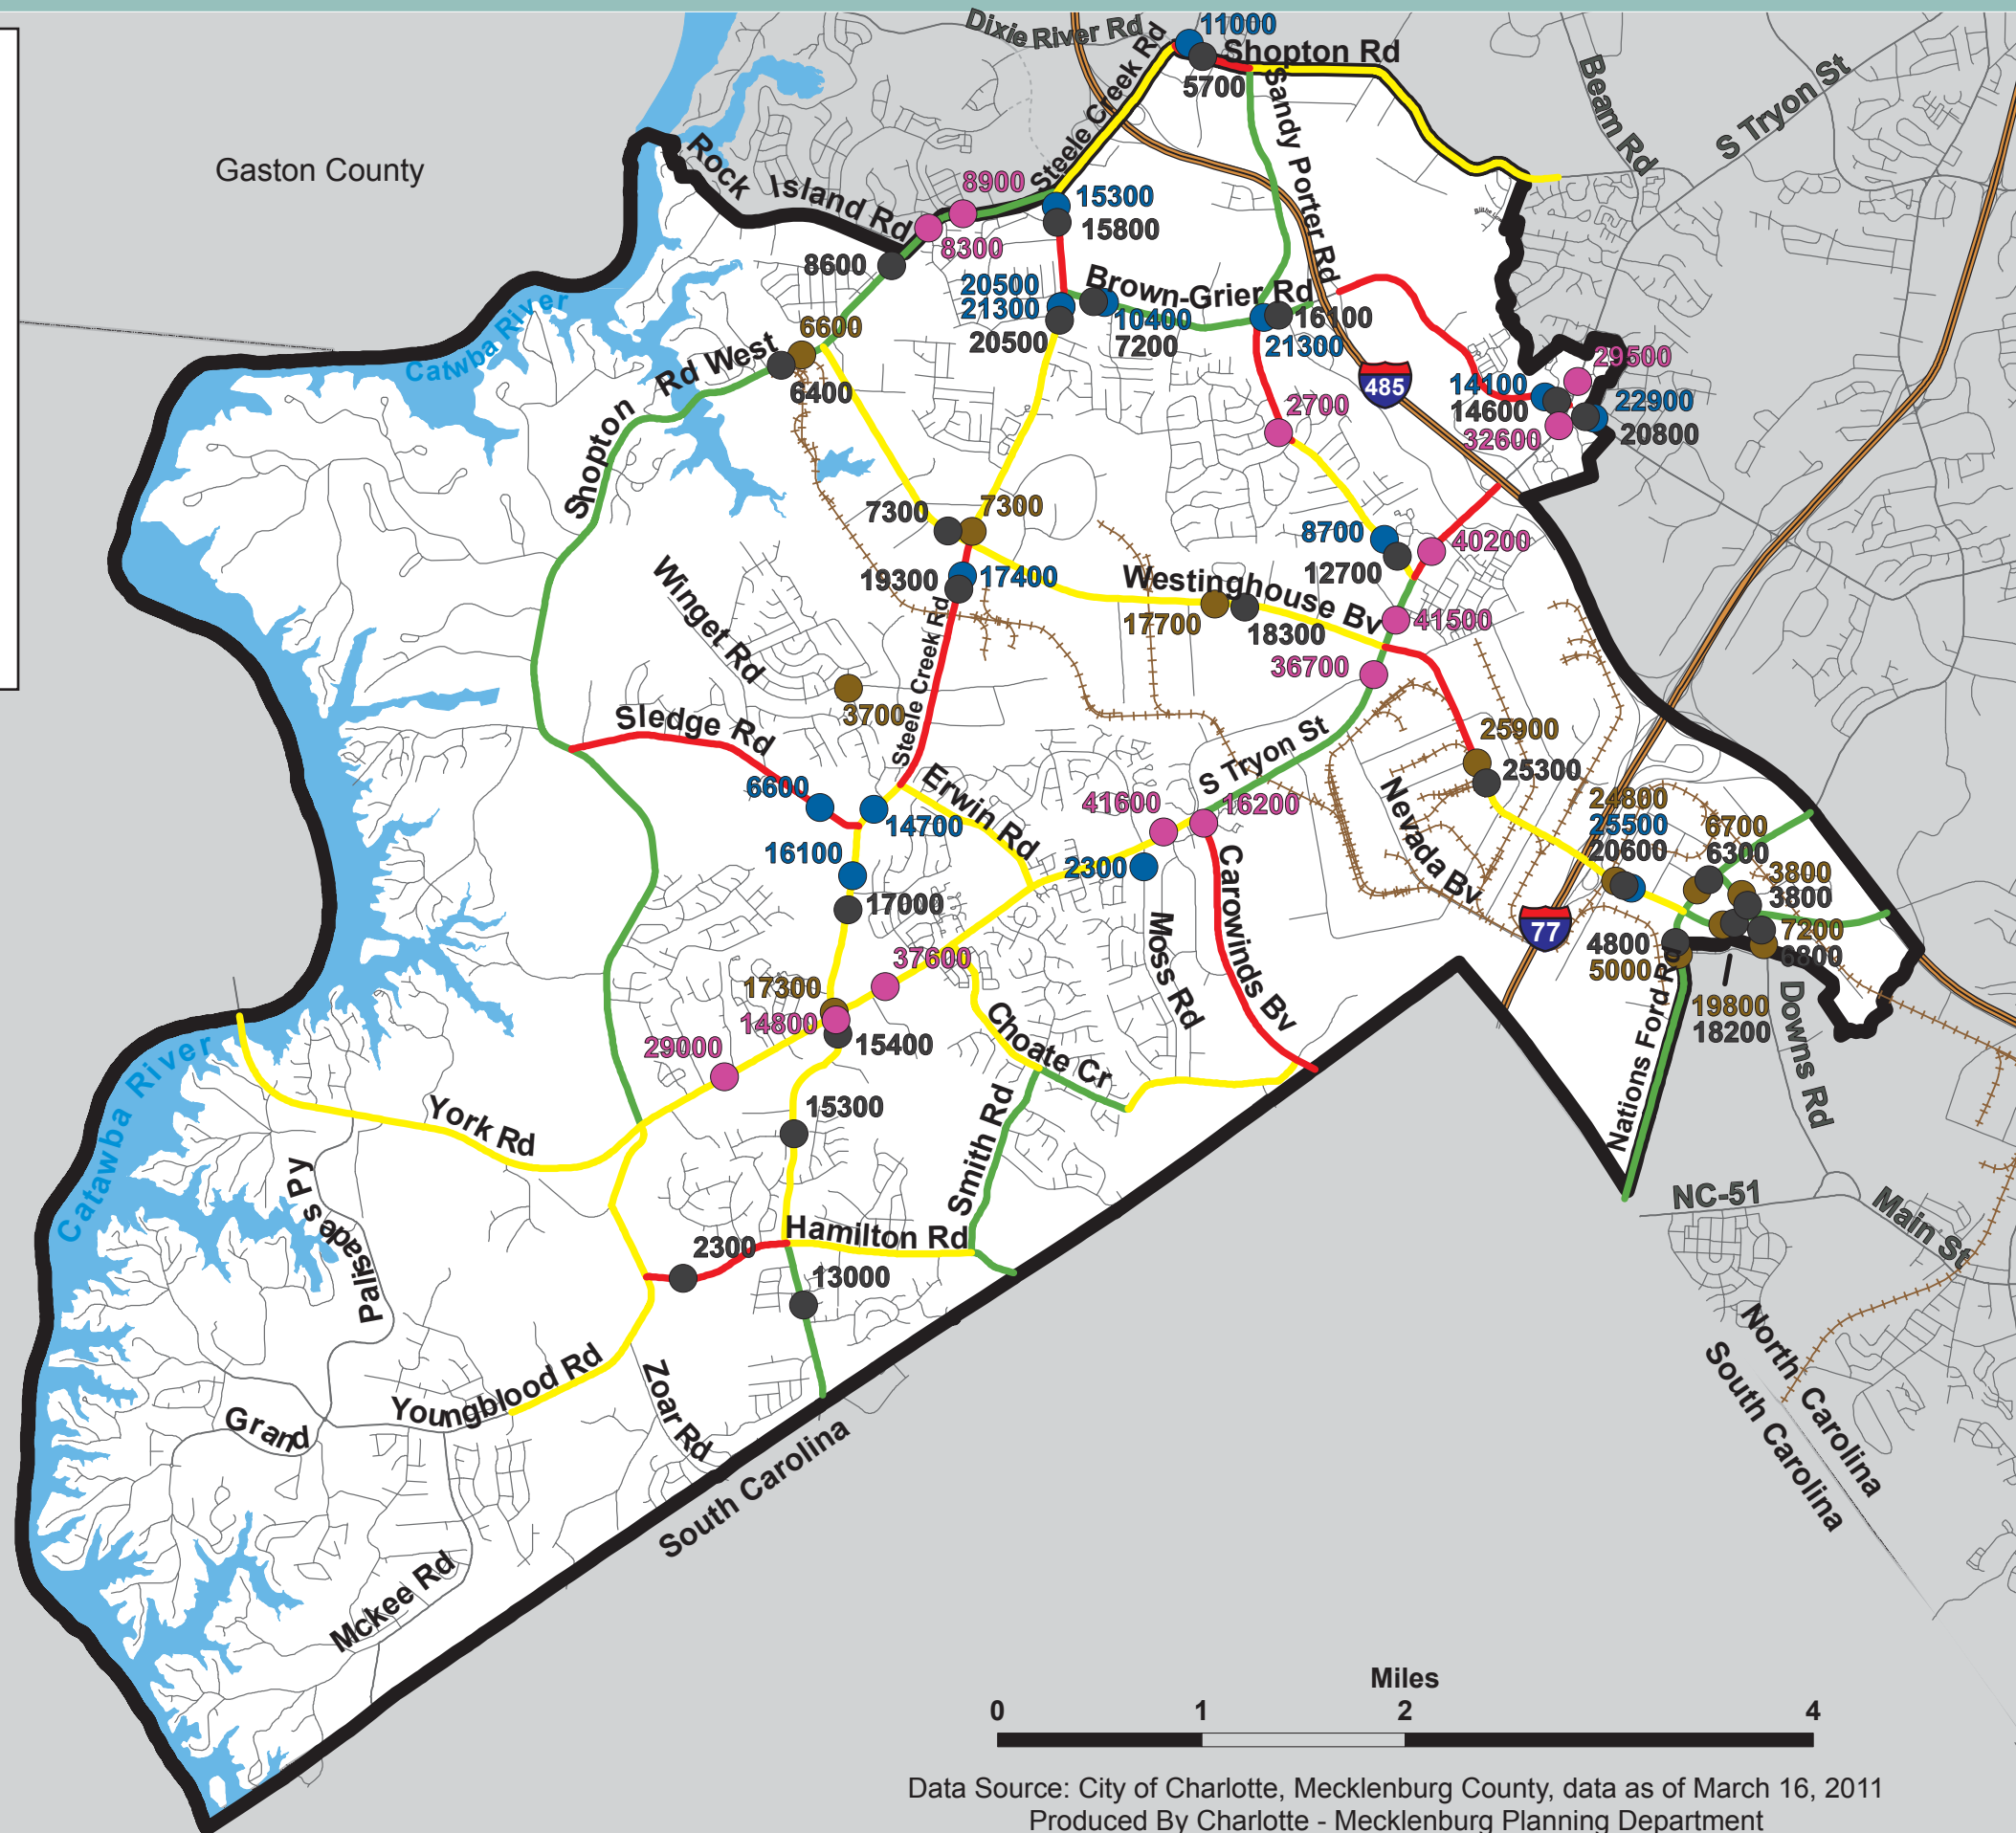 11000
Dixie River Rd
Shopton Rd
5700
Steele Creek Rd
Sandy Porter Rd
Beam Rd
S Tryon St
Gaston County
Rock Island Rd
8900
8300
15300
15800
8600
Brown-Grier Rd
20500
21300
20500
10400
7200
16100
21300
Catwba River
6600
Shopton Rd West
6400
485
29500
14100
14600
32600
22900
20800
2700
7300
7300
8700
12700
40200
19300
17400
Westinghouse Bv
17700
18300
41500
36700
Winget Rd
3700
Steele Creek Rd
Sledge Rd
6600
14700
Erwin Rd
S Tryon St
41600
16200
25900
25300
Nevada Bv
24800
25500
20600
6700
6300
3800
3800
16100
2300
17000
Carowinds Bv
Moss Rd
77
7200
6800
4800
5000
19800
18200
Nations Ford Rd
Downs Rd
37600
17300
14800
15400
29000
Choate Cr
Catawba River
York Rd
15300
Smith Rd
Palisades Py
Hamilton Rd
2300
13000
NC-51
Main St
Youngblood Rd
Grand
Zoar Rd
North Carolina
South Carolina
South Carolina
Mckee Rd
Miles
0 1 2 4
Data Source: City of Charlotte, Mecklenburg County, data as of March 16, 2011
Produced By Charlotte - Mecklenburg Planning Department